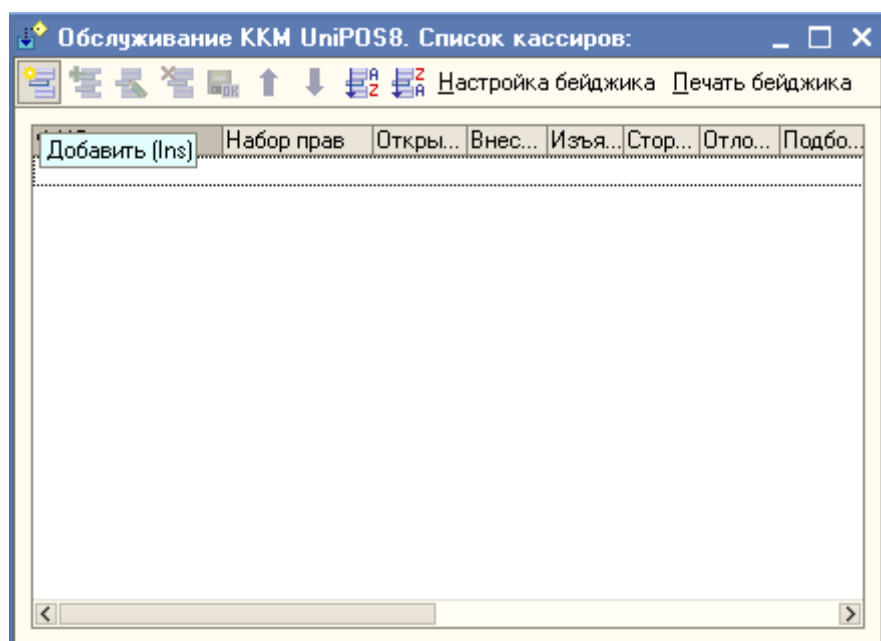 Обслуживание ККМ UniPOS8. Список кассиров:
Настройка бейджика Печать бейджика
Набор прав Откры... Внес... Изъя... Стор... Отло... Подбо...
Добавить (Ins)